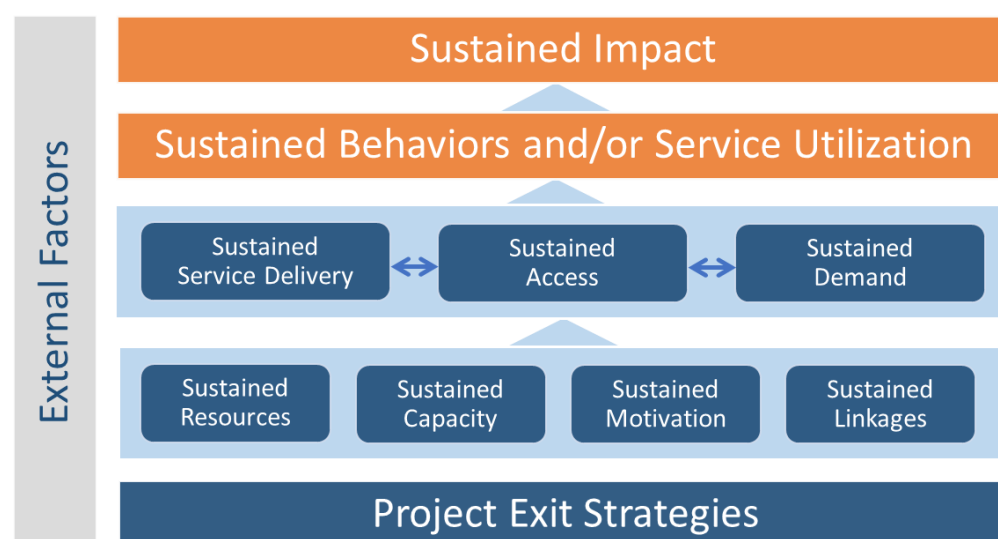 External Factors
Sustained Impact
Sustained Behaviors and/or Service Utilization
Sustained
Service Delivery
Sustained
Access
Sustained
Demand
Sustained
Resources
Sustained
Capacity
Sustained
Motivation
Sustained
Linkages
Project Exit Strategies